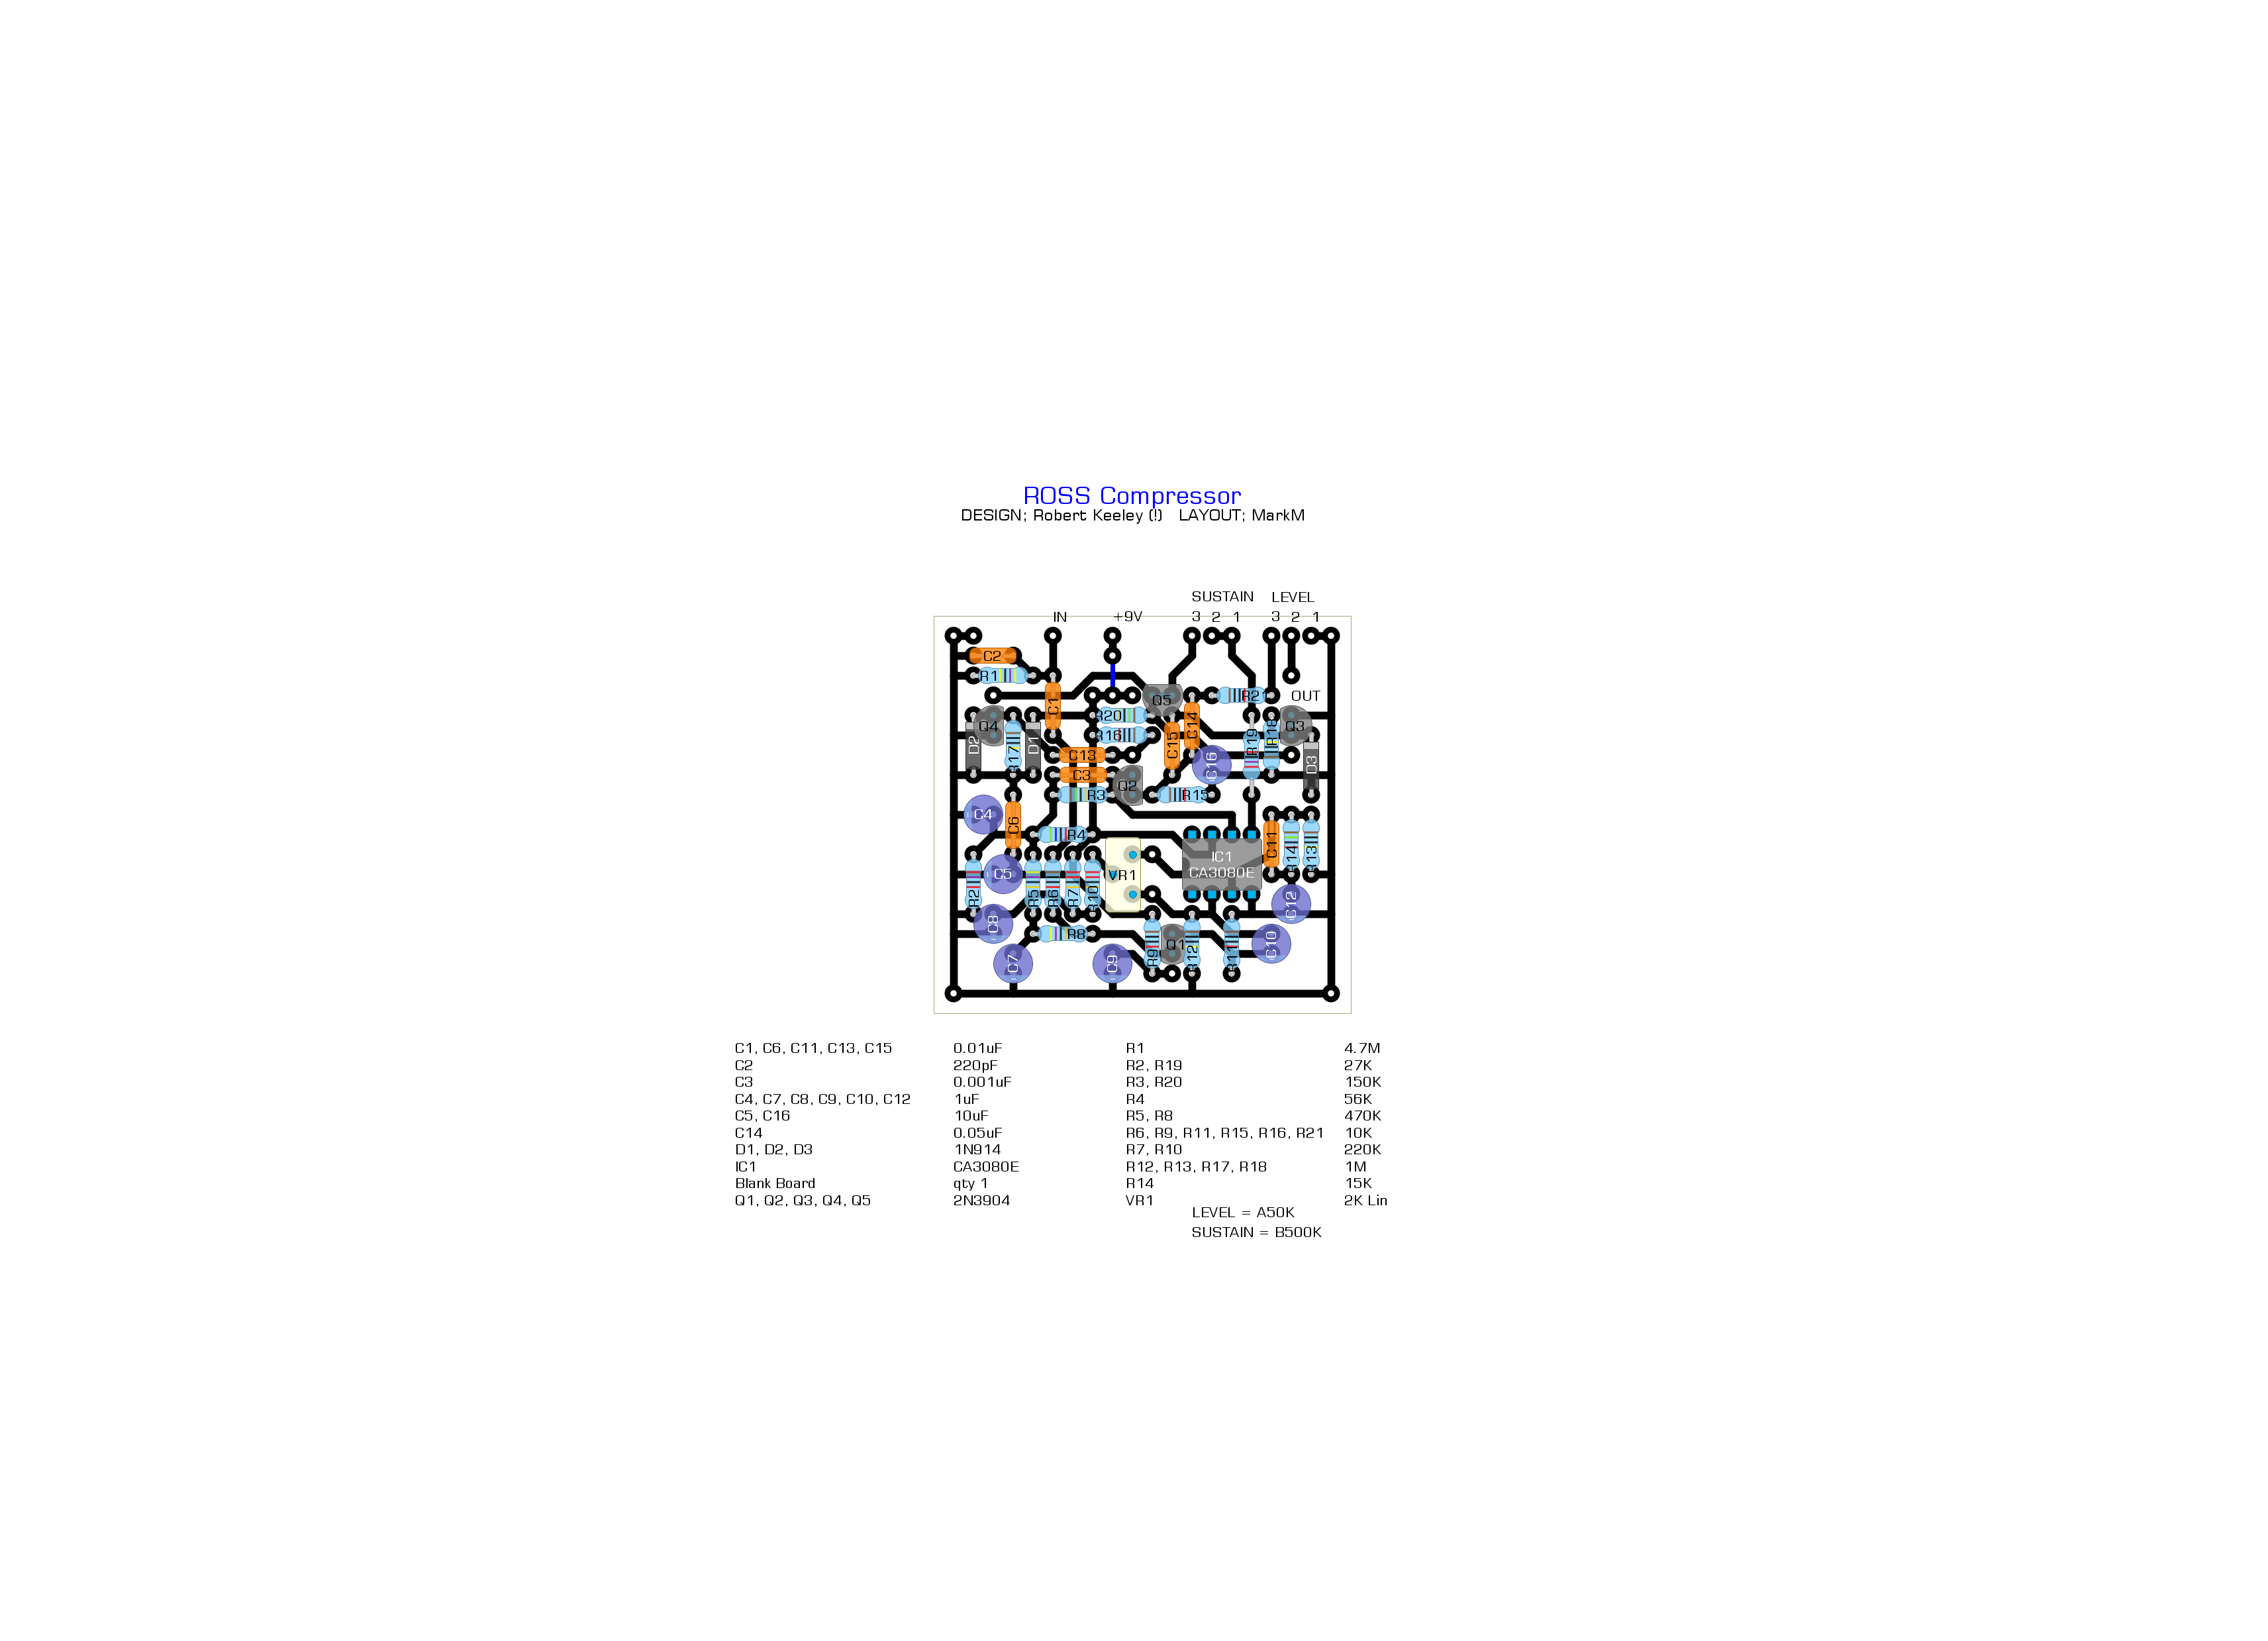 ROSS Compressor
DESIGN; Robert Keeley (!) LAYOUT; MarkM
SUSTAIN LEVEL
IN +9V 3 2 1 3 2 1
C2
R1
C1 Q5 R21 OUT
R20 C14
Q4 R16 Q3
D2 R17 D1 C13 C15 R19 R18
C3 C16 D3
Q2
R3 R15
C4 C6
R4
C11 R14 R13
IC1
CA3080E
C5 VR1
R2 R5 R6 R7 R10 C12
C8
R8 Q1 C10
C7 C9 R9 R12 R11
C1, C6, C11, C13, C15 0.01uF R1 4.7M
C2 220pF R2, R19 27K
C3 0.001uF R3, R20 150K
C4, C7, C8, C9, C10, C12 1uF R4 56K
C5, C16 10uF R5, R8 470K
C14 0.05uF R6, R9, R11, R15, R16, R21 10K
D1, D2, D3 1N914 R7, R10 220K
IC1 CA3080E R12, R13, R17, R18 1M
Blank Board qty 1 R14 15K
Q1, Q2, Q3, Q4, Q5 2N3904 VR1 2K Lin
LEVEL = A50K
SUSTAIN = B500K